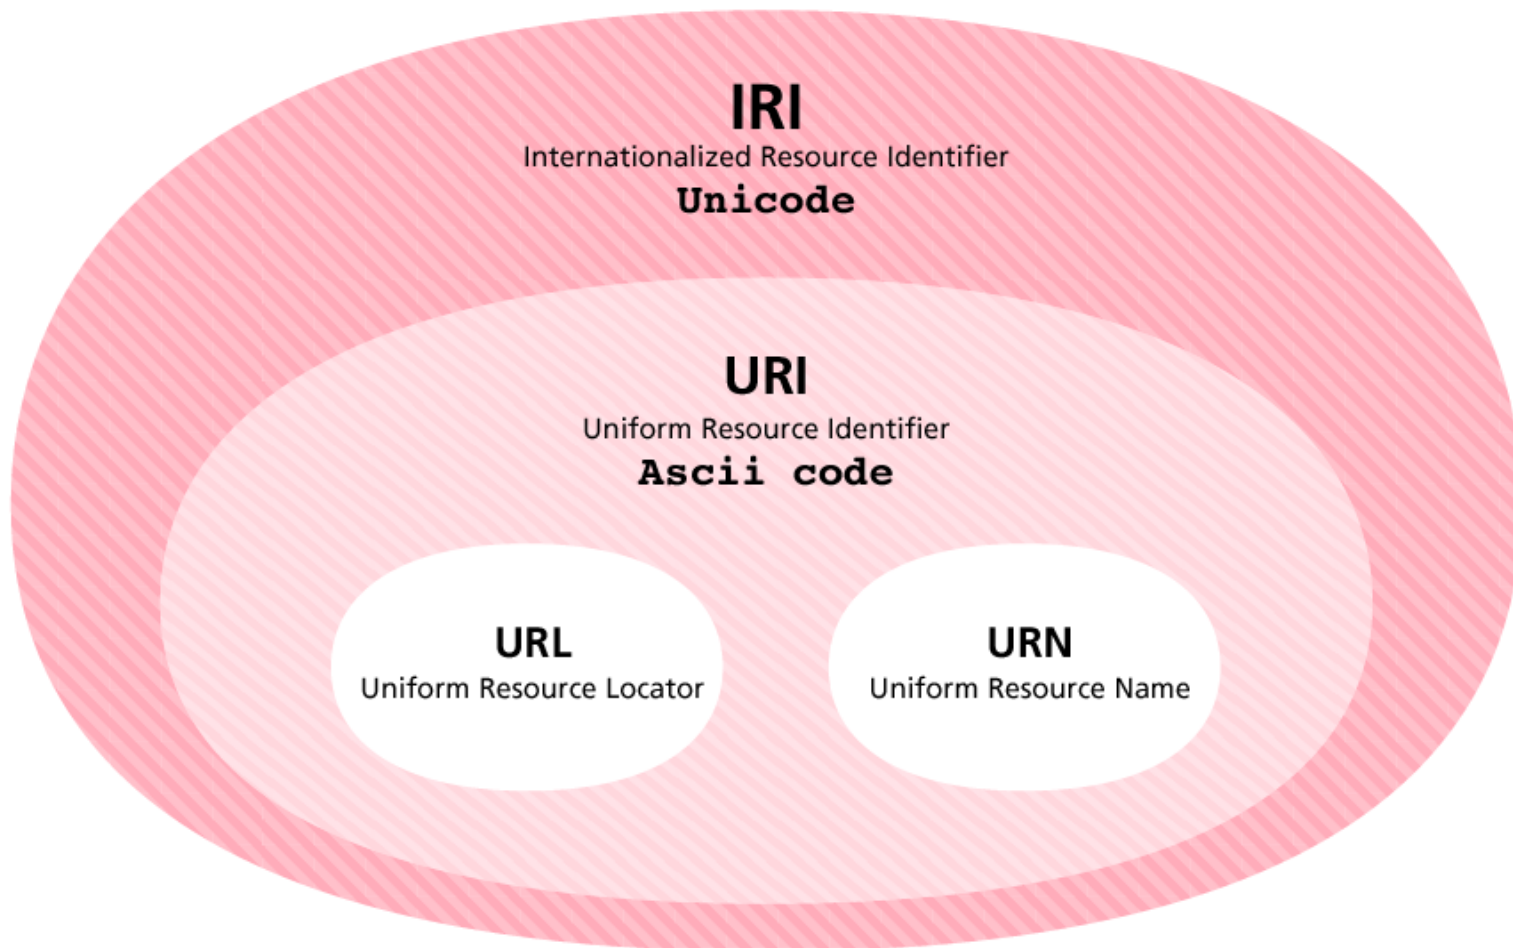 IRI
Internationalized Resource Identifier
Unicode
URI
Uniform Resource Identifier
Ascii code
URL
Uniform Resource Locator
URN
Uniform Resource Name